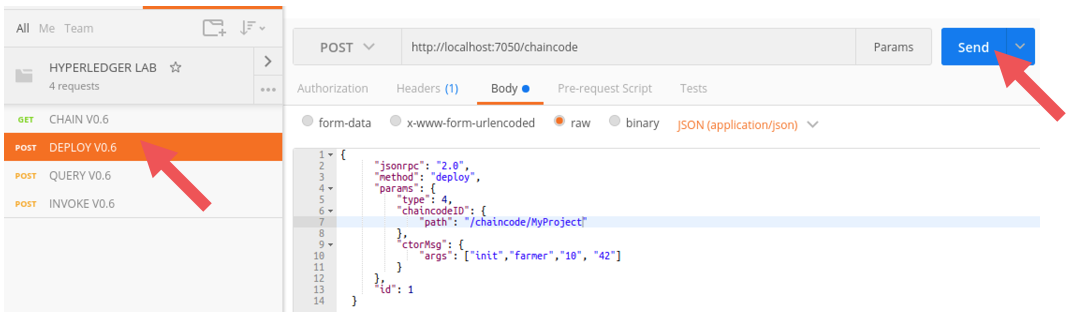 All Me Team
HYPERLEDGER LAB
4 requests
GET CHAIN V0.6
POST DEPLOY V0.6
POST QUERY V0.6
POST INVOKE V0.6
POST http://localhost:7050/chaincode Params Send
Authorization Headers (1) Body Pre-request Script Tests
form-data x-www-form-urlencoded raw binary JSON (application/json)
1 {
2 "jsonrpc": "2.0",
3 "method": "deploy",
4 "params": {
5 "type": 4,
6 "chaincodeID": {
7 "path": "/chaincode/MyProject"
8 },
9 "ctorMsg": {
10 "args": ["init","farmer","10", "42"]
11 }
12 },
13 "id": 1
14 }